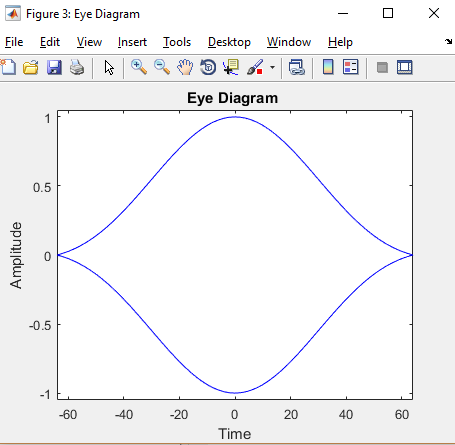 Figure 3: Eye Diagram
File Edit View Insert Tools Desktop Window Help
Eye Diagram
1
0.5
0
-0.5
-1
Amplitude
-60 -40 -20 0 20 40 60
Time